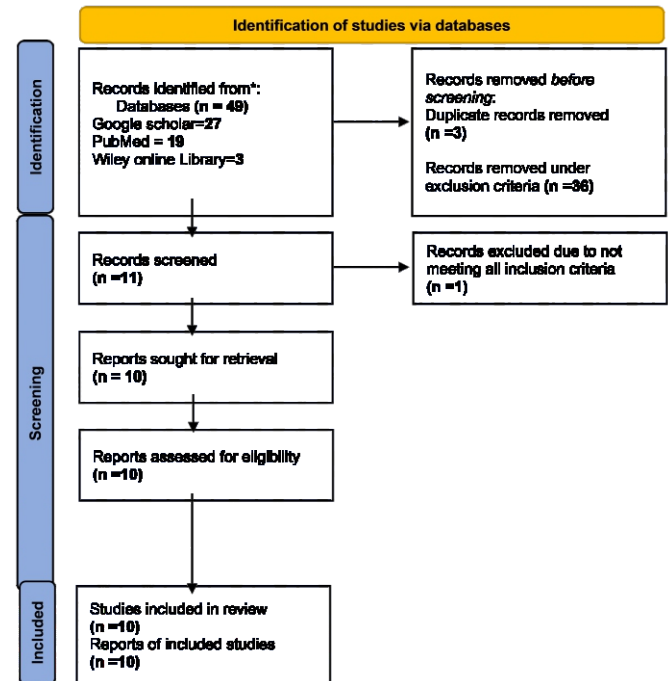 Identification of studies via databases
Identification
Records identified from*:
Databases (n = 49)
Google scholar=27
PubMed = 19
Wiley online Library=3
Records removed before
screening:
Duplicate records removed
(n =3)
Records removed under
exclusion criteria (n =36)
Screening
Records screened
(n =11)
Records excluded due to not
meeting all inclusion criteria
(n =1)
Reports sought for retrieval
(n = 10)
Reports assessed for eligibility
(n =10)
Included
Studies included in review
(n =10)
Reports of included studies
(n =10)